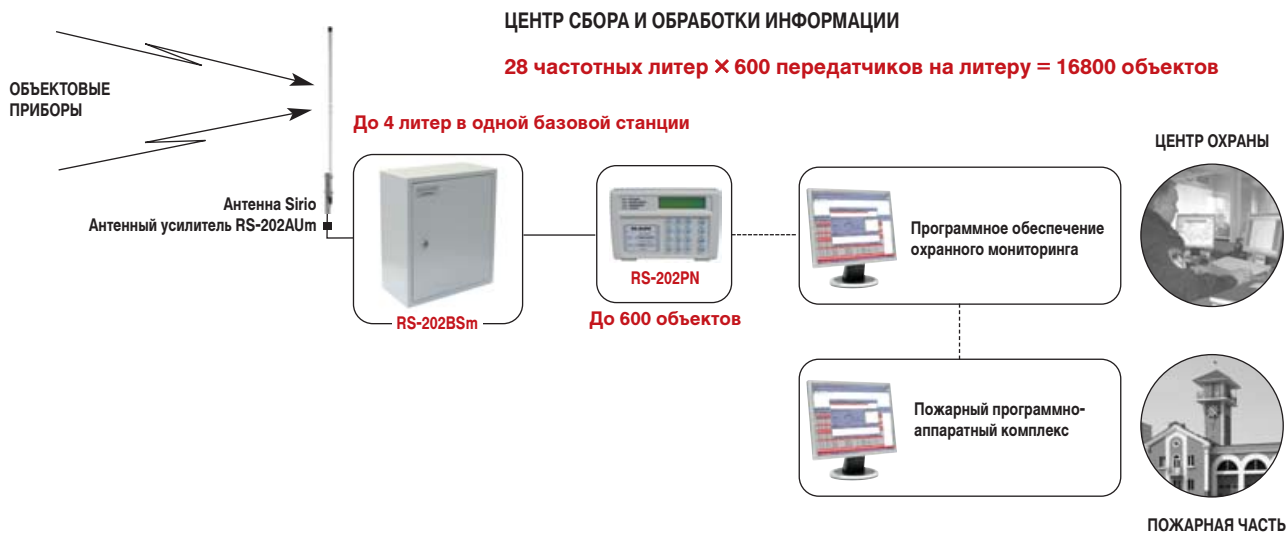 ЦЕНТР СБОРА И ОБРАБОТКИ ИНФОРМАЦИИ
28 частотных литер × 600 передатчиков на литеру = 16800 объектов
ОБЪЕКТОВЫЕ
ПРИБОРЫ
До 4 литер в одной базовой станции
ЦЕНТР ОХРАНЫ
Антенна Sirio
Антенный усилитель RS-202AUm
Программное обеспечение
охранного мониторинга
RS-202PN
RS-202BSm
До 600 объектов
Пожарный программно-
аппаратный комплекс
ПОЖАРНАЯ ЧАСТЬ